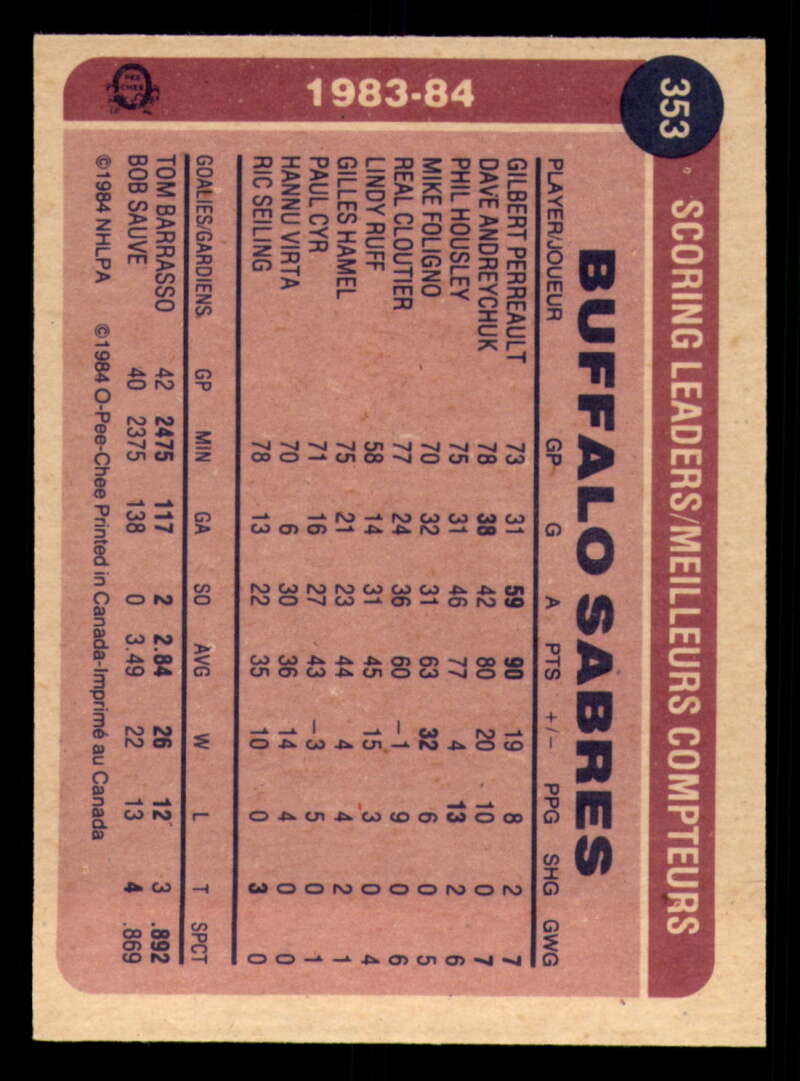 353
SCORING LEADERS/MEILLEURS COMPTEURS
1983-84
O PEE CHEE
BUFFALO SABRES
PLAYER/JOUEUR GP G A PTS +/− PPG SHG GWG
GILBERT PERREAULT 73 31 59 90 19 8 2 7
DAVE ANDREYCHUK 78 38 42 80 20 10 0 7
PHIL HOUSLEY 75 31 46 77 4 13 2 6
MIKE FOLIGNO 70 32 31 63 32 6 0 5
REAL CLOUTIER 77 24 36 60 −1 9 0 6
LINDY RUFF 58 14 31 45 15 3 0 4
GILLES HAMEL 75 21 23 44 4 4 2 1
PAUL CYR 71 16 27 43 −3 5 0 1
HANNU VIRTA 70 6 30 36 14 4 0 0
RIC SEILING 78 13 22 35 10 0 3 0
GOALIES/GARDIENS GP MIN GA SO AVG W L T SPCT
TOM BARRASSO 42 2475 117 2 2.84 26 12 3 .892
BOB SAUVE 40 2375 138 0 3.49 22 13 4 .869
©1984 NHLPA ©1984 O-Pee-Chee Printed in Canada-Imprimé au Canada